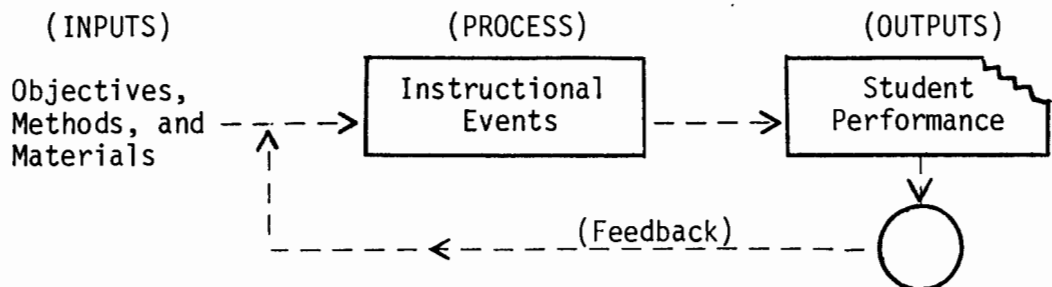 (INPUTS) (PROCESS) (OUTPUTS)
Objectives,
Methods, and
Materials
Instructional
Events
Student
Performance
(Feedback)